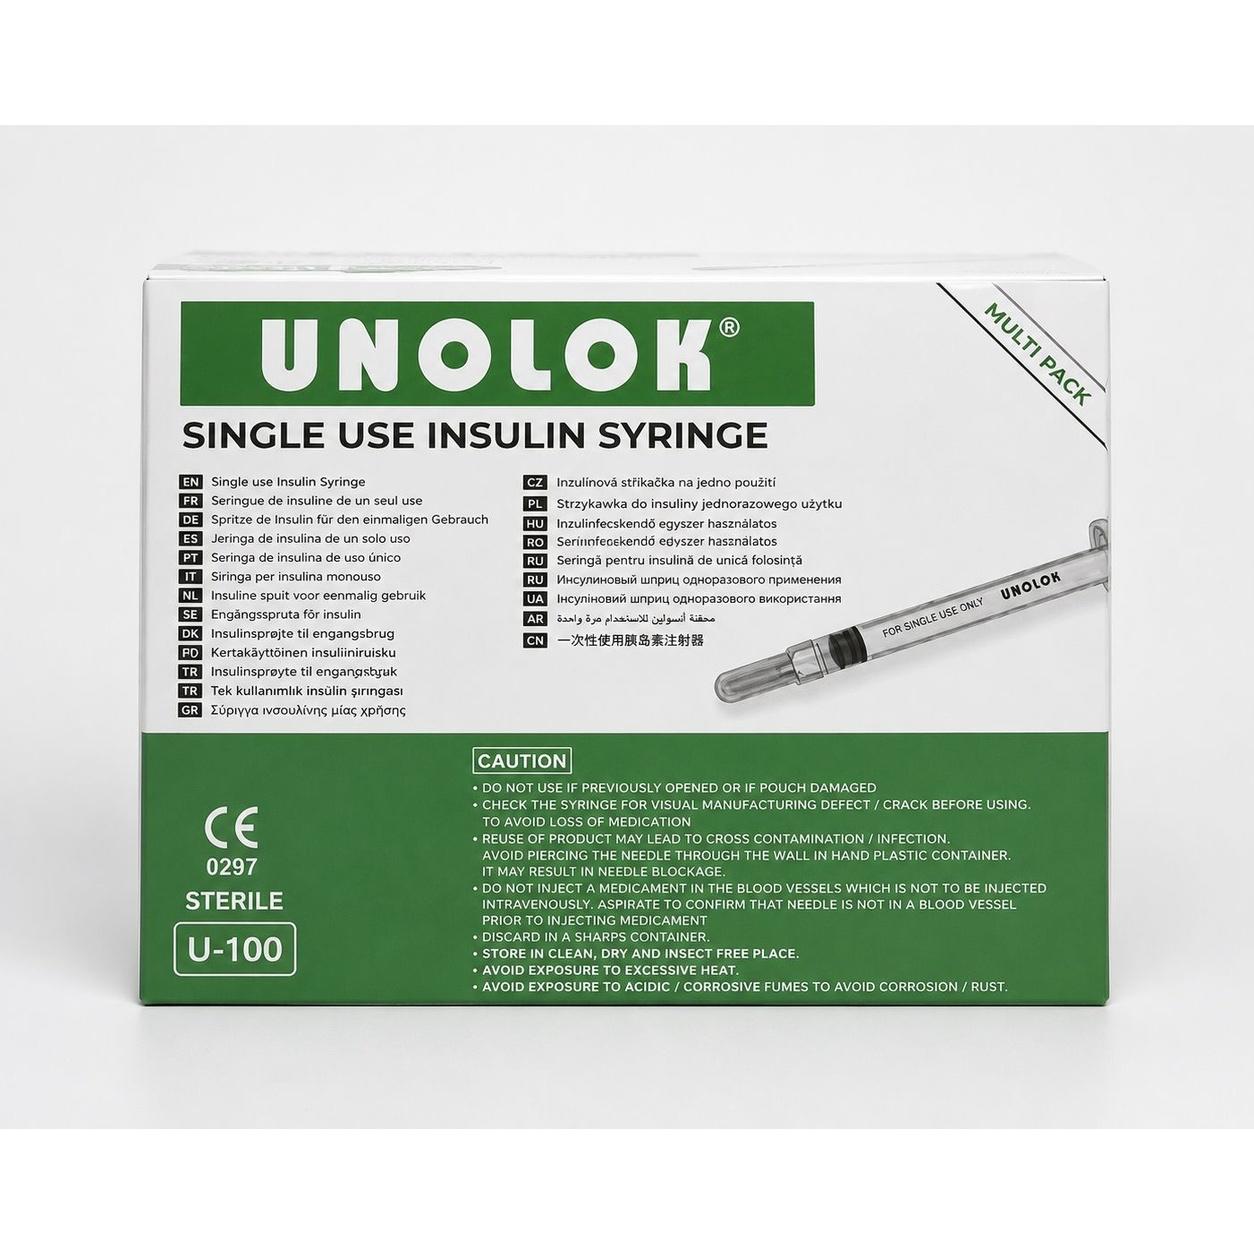 UNOLOK®
MULTI PACK
SINGLE USE INSULIN SYRINGE
EN Single use Insulin Syringe
FR Seringue de insuline de un seul use
DE Spritze de Insulin für den einmaligen Gebrauch
ES Jeringa de insulina de un solo uso
PT Seringa de insulina de uso único
IT Siringa per insulina monouso
NL Insuline spuit voor eenmalig gebruik
SE Engångsspruta fôr insulin
DK Insulinsprøjte til engangsbrug
Kertakäyttöinen insuliiniruisku
TR Insulinsprøyte til
TR Tek kullanımlık insülin şırıngası
GR Σύριγγα ινσουλίνης μίας χρήσης
CZ Inzulínová stříkačka na jedno použití
PL Strzykawka do insuliny jednorazowego użytku
HU Inzulinfecskendő egyszer használatos
RO egyszer használatos
RU Seringă pentru insulină de unică folosință
RU Инсулиновый шприц одноразового применения
UA Інсуліновий шприц одноразового використання
AR محقنة أنسولين للاستخدام مرة واحدة
CN 一次性使用胰岛素注射器
FOR SINGLE USE ONLY UNOLOK
CE
0297
STERILE
U-100
CAUTION
• DO NOT USE IF PREVIOUSLY OPENED OR IF POUCH DAMAGED
• CHECK THE SYRINGE FOR VISUAL MANUFACTURING DEFECT / CRACK BEFORE USING.
TO AVOID LOSS OF MEDICATION
• REUSE OF PRODUCT MAY LEAD TO CROSS CONTAMINATION / INFECTION.
AVOID PIERCING THE NEEDLE THROUGH THE WALL IN HAND PLASTIC CONTAINER.
IT MAY RESULT IN NEEDLE BLOCKAGE.
• DO NOT INJECT A MEDICAMENT IN THE BLOOD VESSELS WHICH IS NOT TO BE INJECTED
INTRAVENOUSLY. ASPIRATE TO CONFIRM THAT NEEDLE IS NOT IN A BLOOD VESSEL
PRIOR TO INJECTING MEDICAMENT
• DISCARD IN A SHARPS CONTAINER.
• STORE IN CLEAN, DRY AND INSECT FREE PLACE.
• AVOID EXPOSURE TO EXCESSIVE HEAT.
• AVOID EXPOSURE TO ACIDIC / CORROSIVE FUMES TO AVOID CORROSION / RUST.